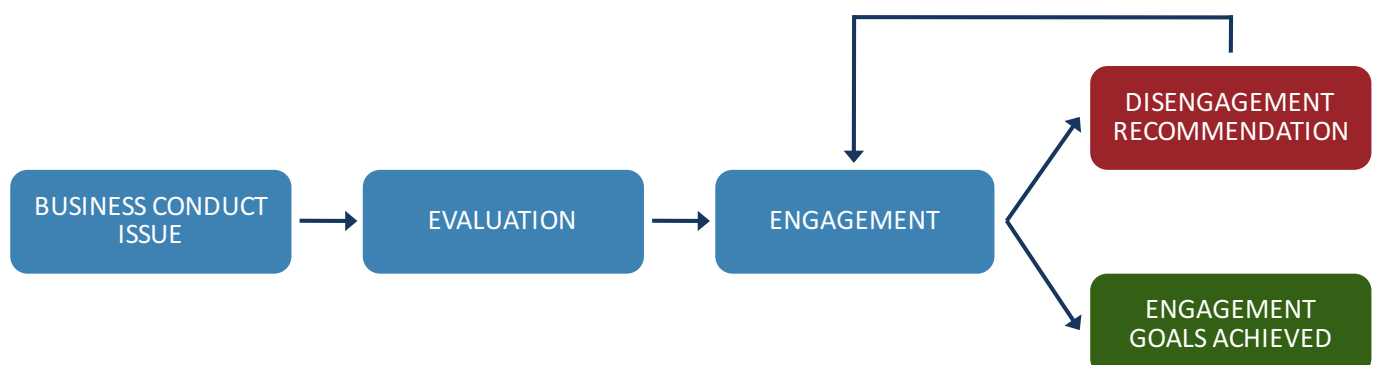 BUSINESS CONDUCT
ISSUE
EVALUATION
ENGAGEMENT
DISENGAGEMENT
RECOMMENDATION
ENGAGEMENT
GOALS ACHIEVED